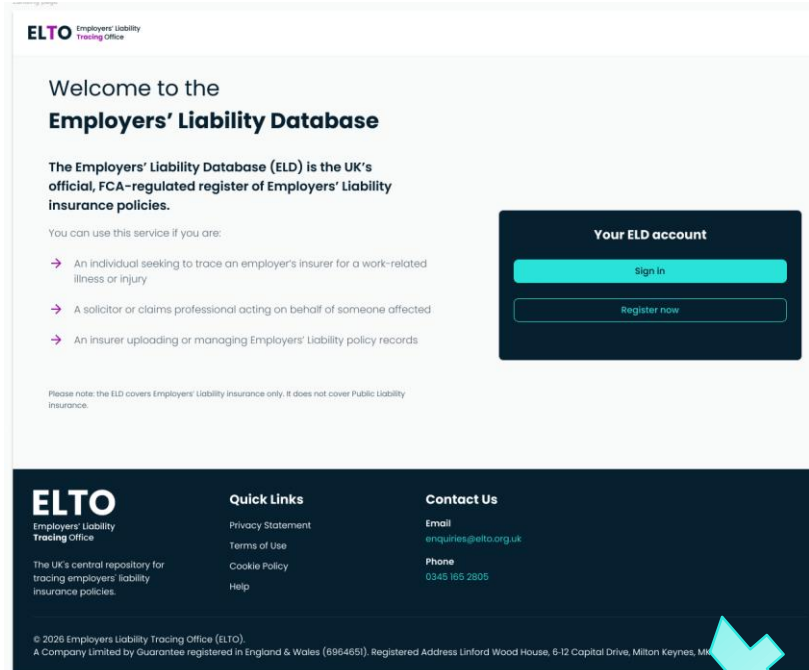 ELTO Employers' Liability
Tracing Office
Welcome to the
Employers' Liability Database
The Employers' Liability Database (ELD) is the UK's
official, FCA-regulated register of Employers' Liability
insurance policies.
You can use this service if you are:
An individual seeking to trace an employer's insurer for a work-related
illness or injury
A solicitor or claims professional acting on behalf of someone affected
An insurer uploading or managing Employers' Liability policy records
Please note: the ELD covers Employers' Liability insurance only. It does not cover Public Liability
insurance.
Your ELD account
Sign in
Register now
ELTO
Employers' Liability
Tracing Office
The UK's central repository for
tracing employers' liability
insurance policies.
Quick Links
Privacy Statement
Terms of Use
Cookie Policy
Help
Contact Us
Email
enquiries@elto.org.uk
Phone
0345 165 2805
© 2026 Employers Liability Tracing Office (ELTO).
A Company Limited by Guarantee registered in England & Wales (6964651). Registered Address Linford Wood House, 6-12 Capital Drive, Milton Keynes,